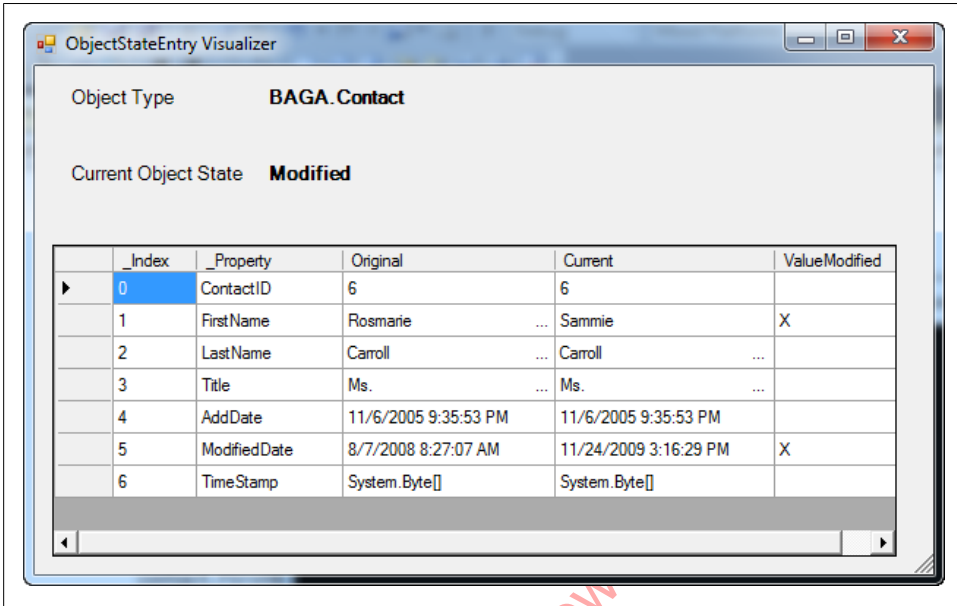 ObjectStateEntry Visualizer
Object Type BAGA.Contact
Current Object State Modified
_Index _Property Original Current ValueModified
0 ContactID 6 6
1 FirstName Rosmarie ... Sammie X
2 LastName Carroll ... Carroll ...
3 Title Ms. ... Ms. ...
4 AddDate 11/6/2005 9:35:53 PM 11/6/2005 9:35:53 PM
5 ModifiedDate 8/7/2008 8:27:07 AM 11/24/2009 3:16:29 PM X
6 TimeStamp System.Byte[] System.Byte[]